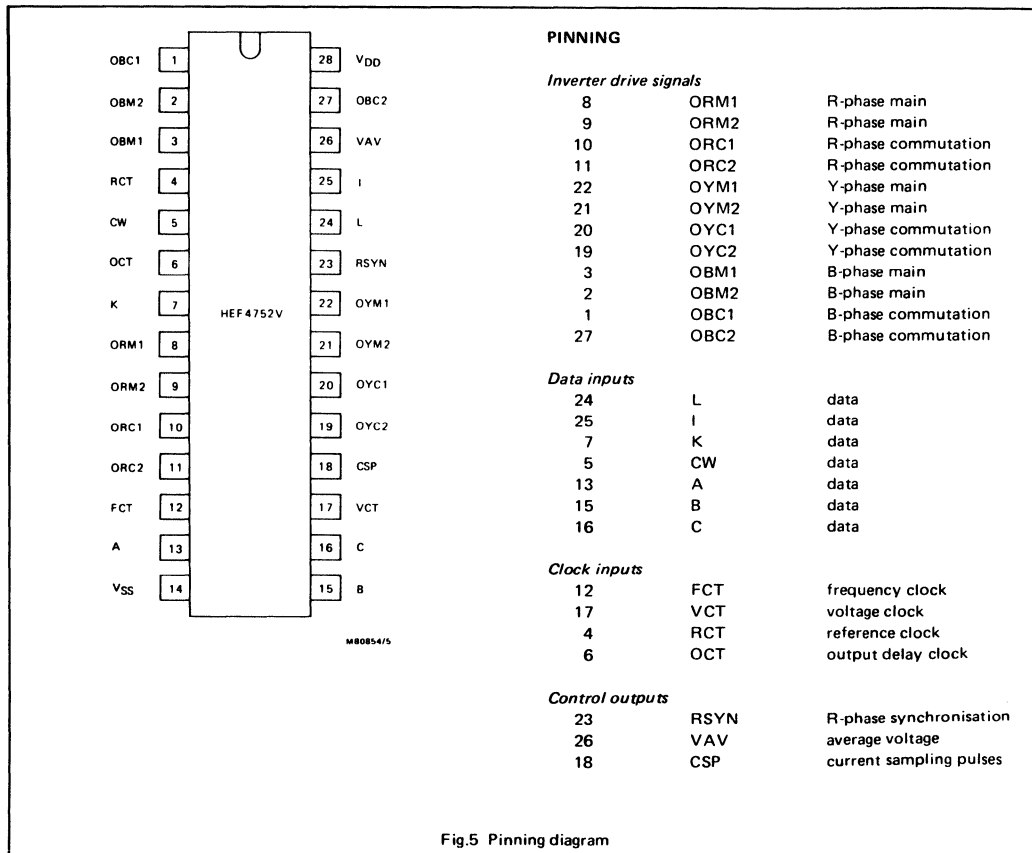 OBC1 1 28 VDD
OBM2 2 27 OBC2
OBM1 3 26 VAV
RCT 4 25 I
CW 5 24 L
OCT 6 23 RSYN
K 7 22 OYM1
HEF4752V
ORM1 8 21 OYM2
ORM2 9 20 OYC1
ORC1 10 19 OYC2
ORC2 11 18 CSP
FCT 12 17 VCT
A 13 16 C
VSS 14 15 B
M80854/5
PINNING
Inverter drive signals
8 ORM1 R-phase main
9 ORM2 R-phase main
10 ORC1 R-phase commutation
11 ORC2 R-phase commutation
22 OYM1 Y-phase main
21 OYM2 Y-phase main
20 OYC1 Y-phase commutation
19 OYC2 Y-phase commutation
3 OBM1 B-phase main
2 OBM2 B-phase main
1 OBC1 B-phase commutation
27 OBC2 B-phase commutation
Data inputs
24 L data
25 I data
7 K data
5 CW data
13 A data
15 B data
16 C data
Clock inputs
12 FCT frequency clock
17 VCT voltage clock
4 RCT reference clock
6 OCT output delay clock
Control outputs
23 RSYN R-phase synchronisation
26 VAV average voltage
18 CSP current sampling pulses
Fig.5 Pinning diagram